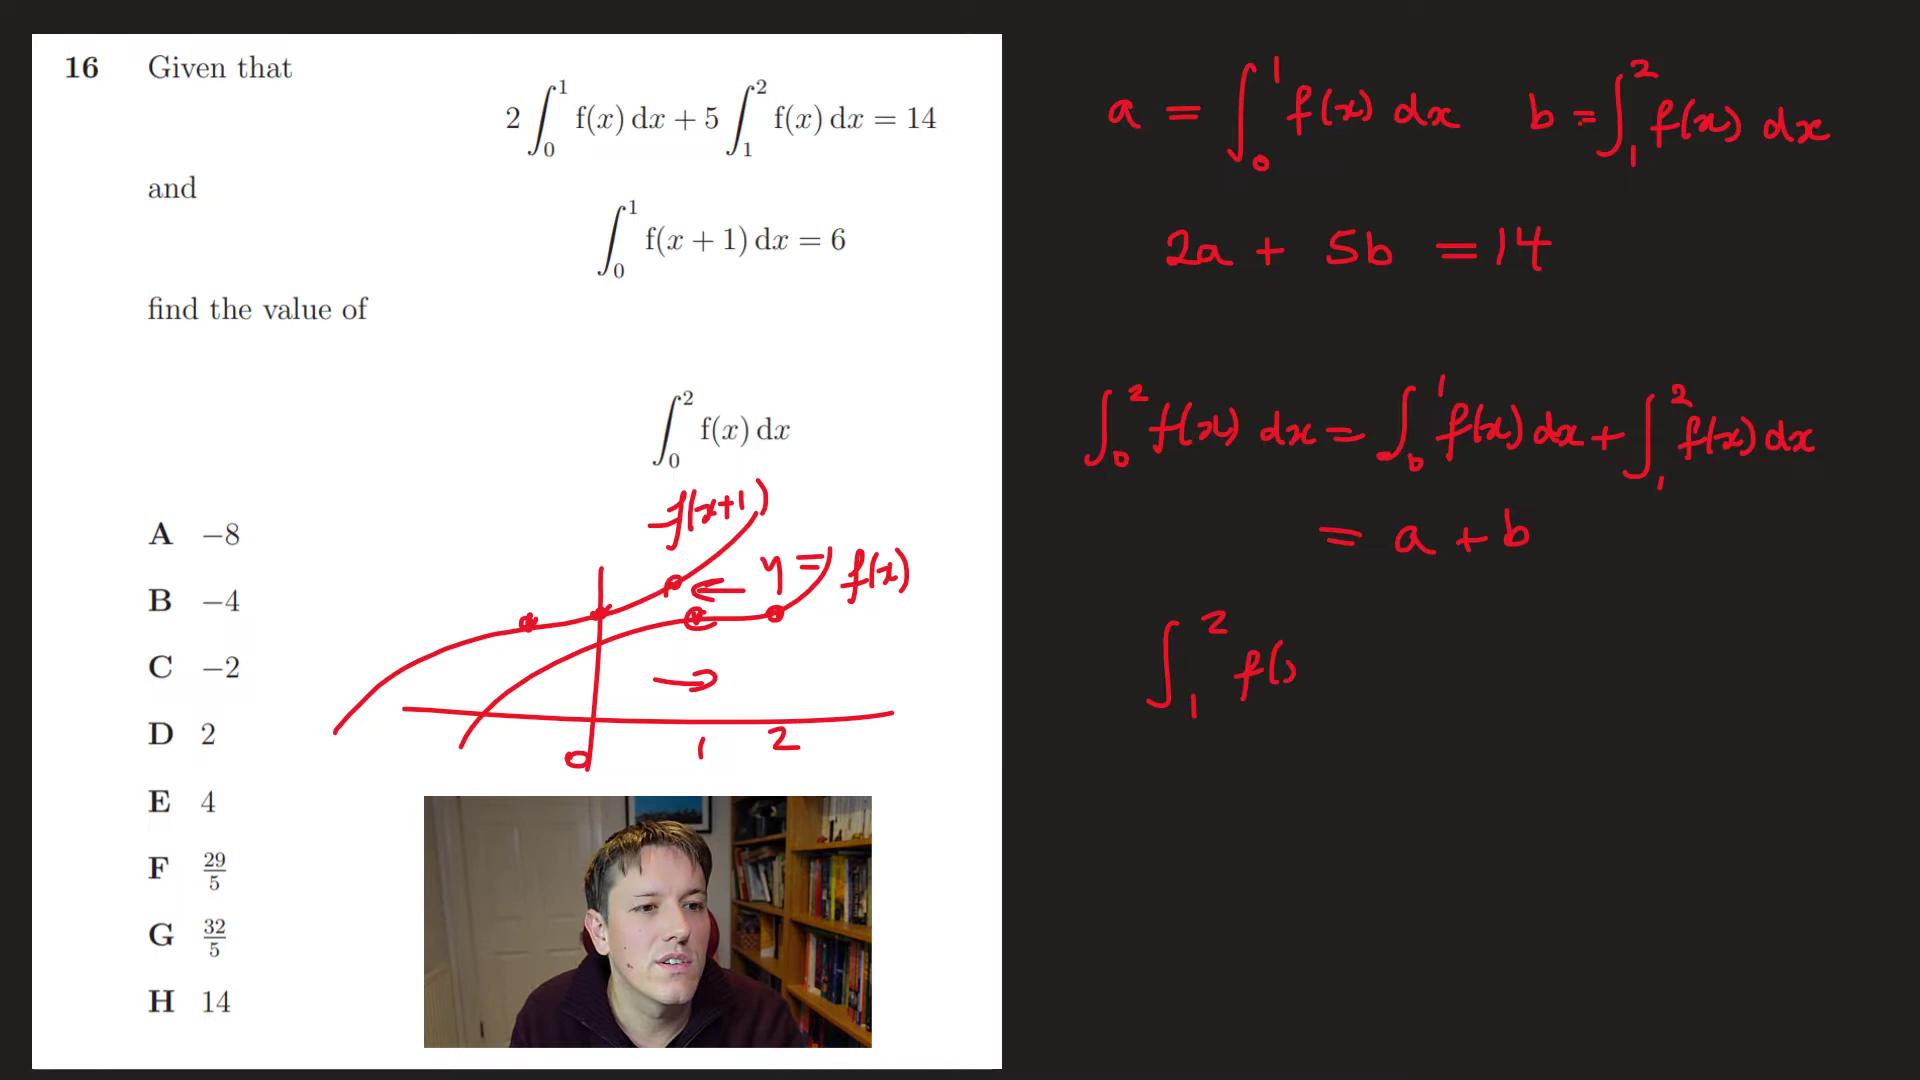 16 Given that
2 ∫₀¹ f(x) dx + 5 ∫₁² f(x) dx = 14
and
∫₀¹ f(x + 1) dx = 6
find the value of
∫₀² f(x) dx
A −8
B −4
C −2
D 2
E 4
F 29/5
G 32/5
H 14
f(x+1)
y = f(x)
0 1 2
a = ∫₀¹ f(x) dx b = ∫₁² f(x) dx
2a + 5b = 14
∫₀² f(x) dx = ∫₀¹ f(x) dx + ∫₁² f(x) dx
= a + b
∫₁² f(